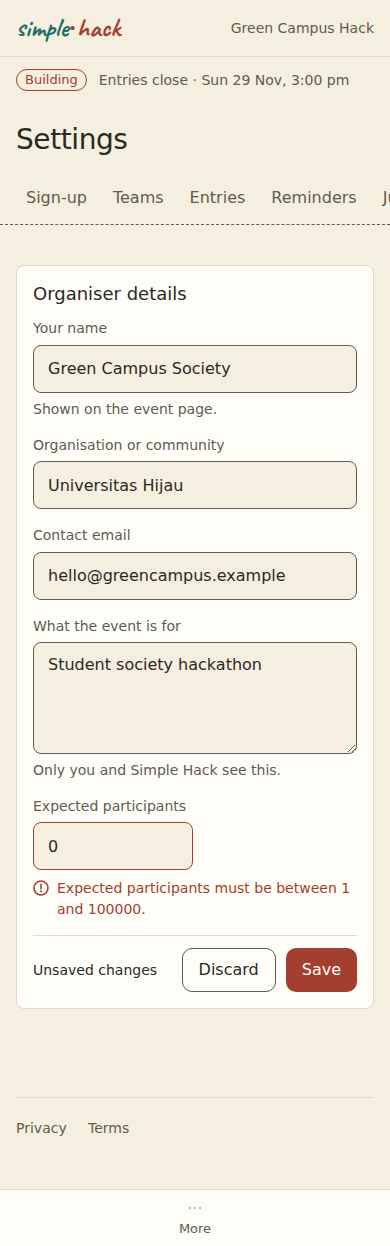 simple·hack
Green Campus Hack
Building
Entries close · Sun 29 Nov, 3:00 pm
Settings
Sign-up
Teams
Entries
Reminders
Organiser details
Your name
Green Campus Society
Shown on the event page.
Organisation or community
Universitas Hijau
Contact email
hello@greencampus.example
What the event is for
Student society hackathon
Only you and Simple Hack see this.
Expected participants
0
Expected participants must be between 1
and 100000.
Unsaved changes
Discard
Save
Privacy
Terms
...
More